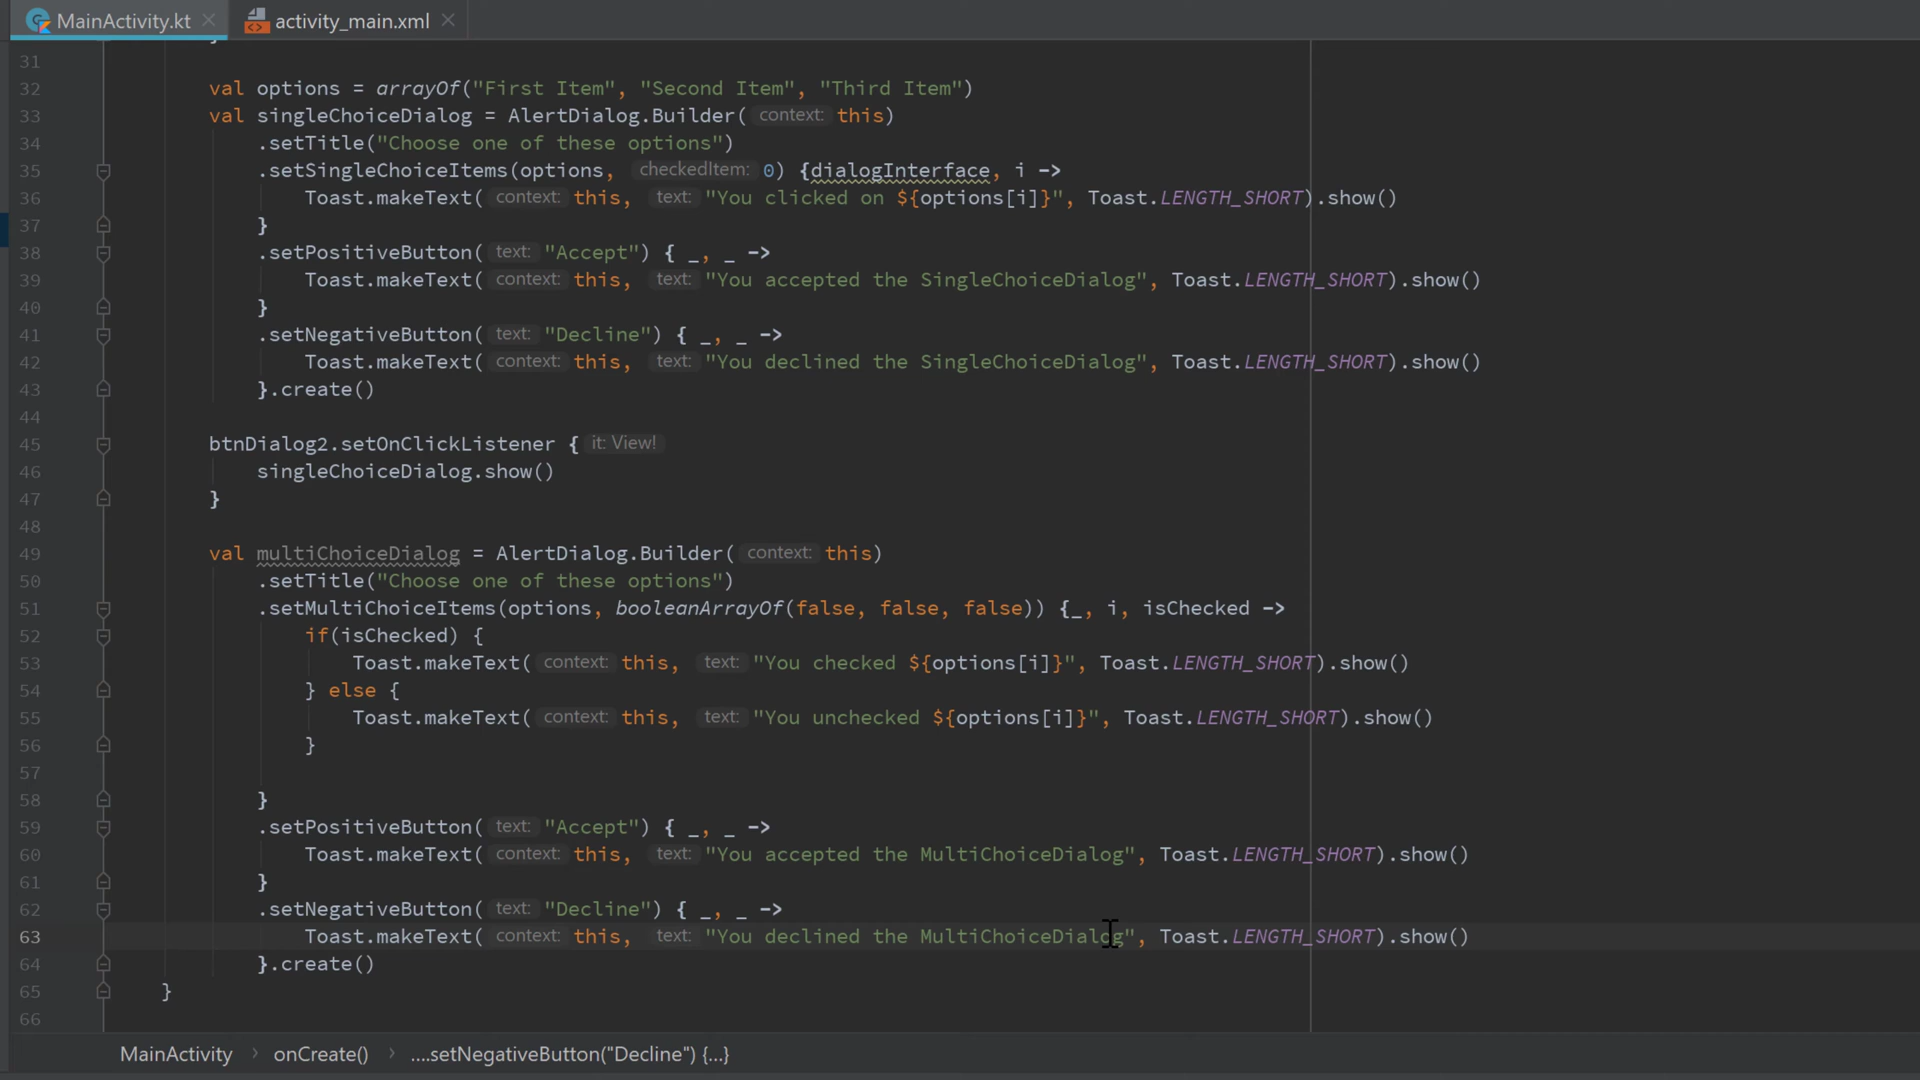 MainActivity.kt activity_main.xml
31
32 val options = arrayOf("First Item", "Second Item", "Third Item")
33 val singleChoiceDialog = AlertDialog.Builder( context: this)
34 .setTitle("Choose one of these options")
35 .setSingleChoiceItems(options, checkedItem: 0) {dialogInterface, i ->
36 Toast.makeText( context: this, text: "You clicked on ${options[i]}", Toast.LENGTH_SHORT).show()
37 }
38 .setPositiveButton( text: "Accept") { _, _ ->
39 Toast.makeText( context: this, text: "You accepted the SingleChoiceDialog", Toast.LENGTH_SHORT).show()
40 }
41 .setNegativeButton( text: "Decline") { _, _ ->
42 Toast.makeText( context: this, text: "You declined the SingleChoiceDialog", Toast.LENGTH_SHORT).show()
43 }.create()
44
45 btnDialog2.setOnClickListener { it: View!
46 singleChoiceDialog.show()
47 }
48
49 val multiChoiceDialog = AlertDialog.Builder( context: this)
50 .setTitle("Choose one of these options")
51 .setMultiChoiceItems(options, booleanArrayOf(false, false, false)) {_, i, isChecked ->
52 if(isChecked) {
53 Toast.makeText( context: this, text: "You checked ${options[i]}", Toast.LENGTH_SHORT).show()
54 } else {
55 Toast.makeText( context: this, text: "You unchecked ${options[i]}", Toast.LENGTH_SHORT).show()
56 }
57
58 }
59 .setPositiveButton( text: "Accept") { _, _ ->
60 Toast.makeText( context: this, text: "You accepted the MultiChoiceDialog", Toast.LENGTH_SHORT).show()
61 }
62 .setNegativeButton( text: "Decline") { _, _ ->
63 Toast.makeText( context: this, text: "You declined the MultiChoiceDialog", Toast.LENGTH_SHORT).show()
64 }.create()
65 }
66
MainActivity › onCreate() › ....setNegativeButton("Decline") {...}